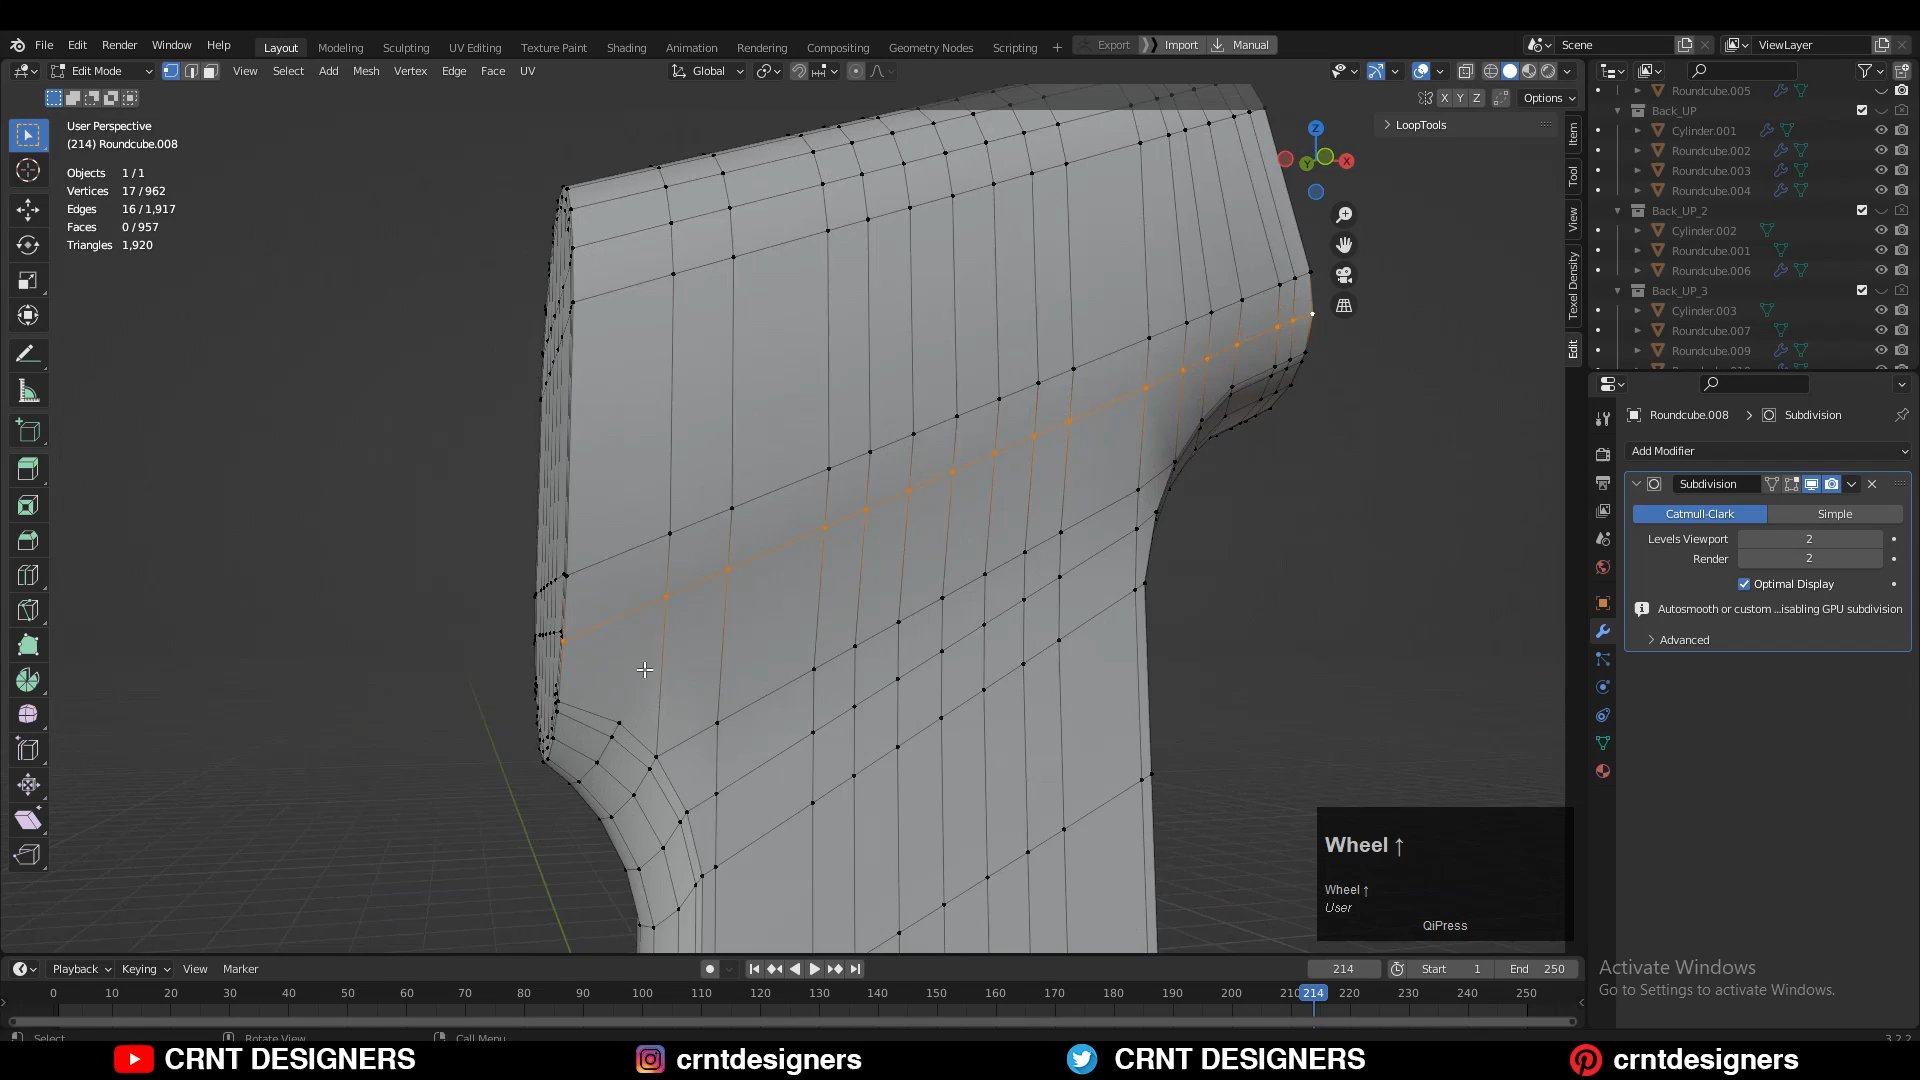 File Edit Render Window Help Layout Modeling Sculpting UV Editing Texture Paint Shading Animation Rendering Compositing Geometry Nodes Scripting + Export Import Manual Scene ViewLayer
Edit Mode View Select Add Mesh Vertex Edge Face UV Global
X Y Z Options
User Perspective
(214) Roundcube.008
Objects 1/1
Vertices 17/962
Edges 16/1,917
Faces 0/957
Triangles 1,920
LoopTools
Z
Y
X
Item
Tool
View
Texel Density
Edit
Roundcube.005
Back_UP
Cylinder.001
Roundcube.002
Roundcube.003
Roundcube.004
Back_UP_2
Cylinder.002
Roundcube.001
Roundcube.006
Back_UP_3
Cylinder.003
Roundcube.007
Roundcube.009
Roundcube.008 Subdivision
Add Modifier
Subdivision
Catmull-Clark Simple
Levels Viewport 2
Render 2
Optimal Display
Autosmooth or custom ...isabling GPU subdivision
Advanced
Wheel ↑
Wheel ↑
User
QiPress
Activate Windows
Go to Settings to activate Windows.
Playback Keying View Marker 214 Start 1 End 250
0 10 20 30 40 50 60 70 80 90 100 110 120 130 140 150 160 170 180 190 200 210 214 220 230 240 250
Select Rotate View Call Menu 3.2.2
CRNT DESIGNERS crntdesigners CRNT DESIGNERS crntdesigners